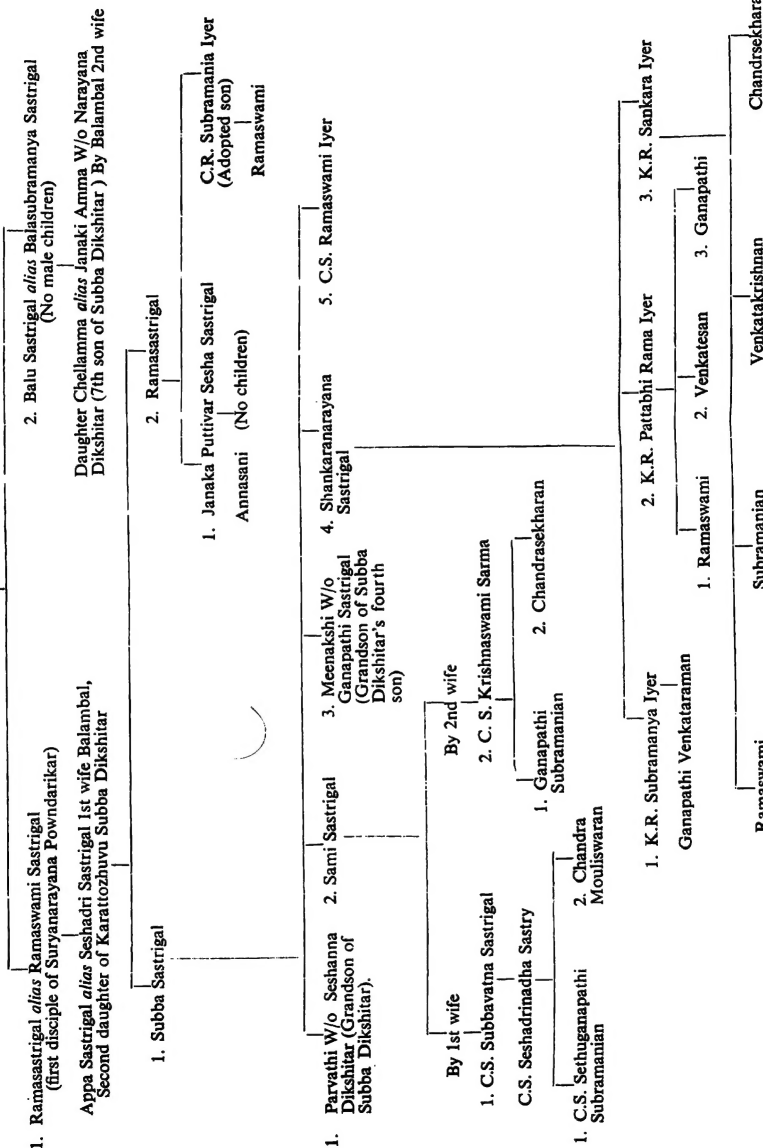 1. Ramasastrigal alias Ramaswami Sastrigal
(first disciple of Suryanarayana Powndarikar)
2. Balu Sastrigal alias Balasubramanya Sastrigal
(No male children)
Appa Sastrigal alias Seshadri Sastrigal 1st wife Balambal,
Second daughter of Karattozhuvu Subba Dikshitar
Daughter Chellamma alias Janaki Amma W/o Narayana
Dikshitar (7th son of Subba Dikshitar ) By Balambal 2nd wife
1. Subba Sastrigal
2. Ramasastrigal
1. Janaka Puttivar Sesha Sastrigal
Annasani (No children)
C.R. Subramania Iyer
(Adopted son)
Ramaswami
1. Parvathi W/o Seshanna
Dikshitar (Grandson of
Subba Dikshitar).
2. Sami Sastrigal
3. Meenakshi W/o
Ganapathi Sastrigal
(Grandson of Subba
Dikshitar's fourth
son)
4. Shankaranarayana
Sastrigal
5. C.S. Ramaswami Iyer
By 1st wife
1. C.S. Subbavatna Sastrigal
C.S. Seshadrinadha Sastry
1. C.S. Sethuganapathi
Subramanian
2. Chandra
Mouliswaran
By 2nd wife
2. C. S. Krishnaswami Sarma
1. Ganapathi
Subramanian
2. Chandrasekharan
1. K.R. Subramanya Iyer
Ganapathi Venkataraman
2. K.R. Pattabhi Rama Iyer
3. K.R. Sankara Iyer
1. Ramaswami
2. Venkatesan
3. Ganapathi
Ramaswami
Subramanian
Venkatakrishnan
Chandrsekhara